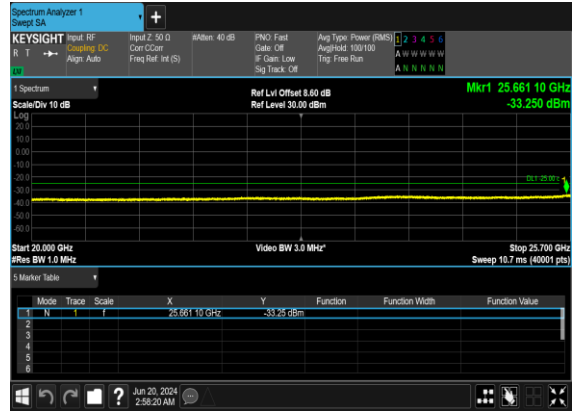 Spectrum Analyzer 1
Swept SA
+
KEYSIGHT Input: RF Input Z: 50 Ω #Atten: 40 dB PNO: Fast Avg Type: Power (RMS) 1 2 3 4 5 6
R T Coupling: DC Corr CCorr Gate: Off Avg|Hold: 100/100 A W W W W W
Align: Auto Freq Ref: Int (S) IF Gain: Low Trig: Free Run
Sig Track: Off A N N N N N
1 Spectrum Ref Lvl Offset 8.60 dB Mkr1 25.661 10 GHz
Scale/Div 10 dB Ref Level 30.00 dBm -33.250 dBm
Log
20.0
10.0
0.00
-10.0
-20.0
DL1 -25.00
-30.0
-40.0
-50.0
-60.0
Start 20.000 GHz Video BW 3.0 MHz* Stop 25.700 GHz
#Res BW 1.0 MHz Sweep 10.7 ms (40001 pts)
5 Marker Table
Mode Trace Scale X Y Function Function Width Function Value
1 N 1 f 25.661 10 GHz -33.25 dBm
2
3
4
5
6
? Jun 20, 2024
2:58:20 AM